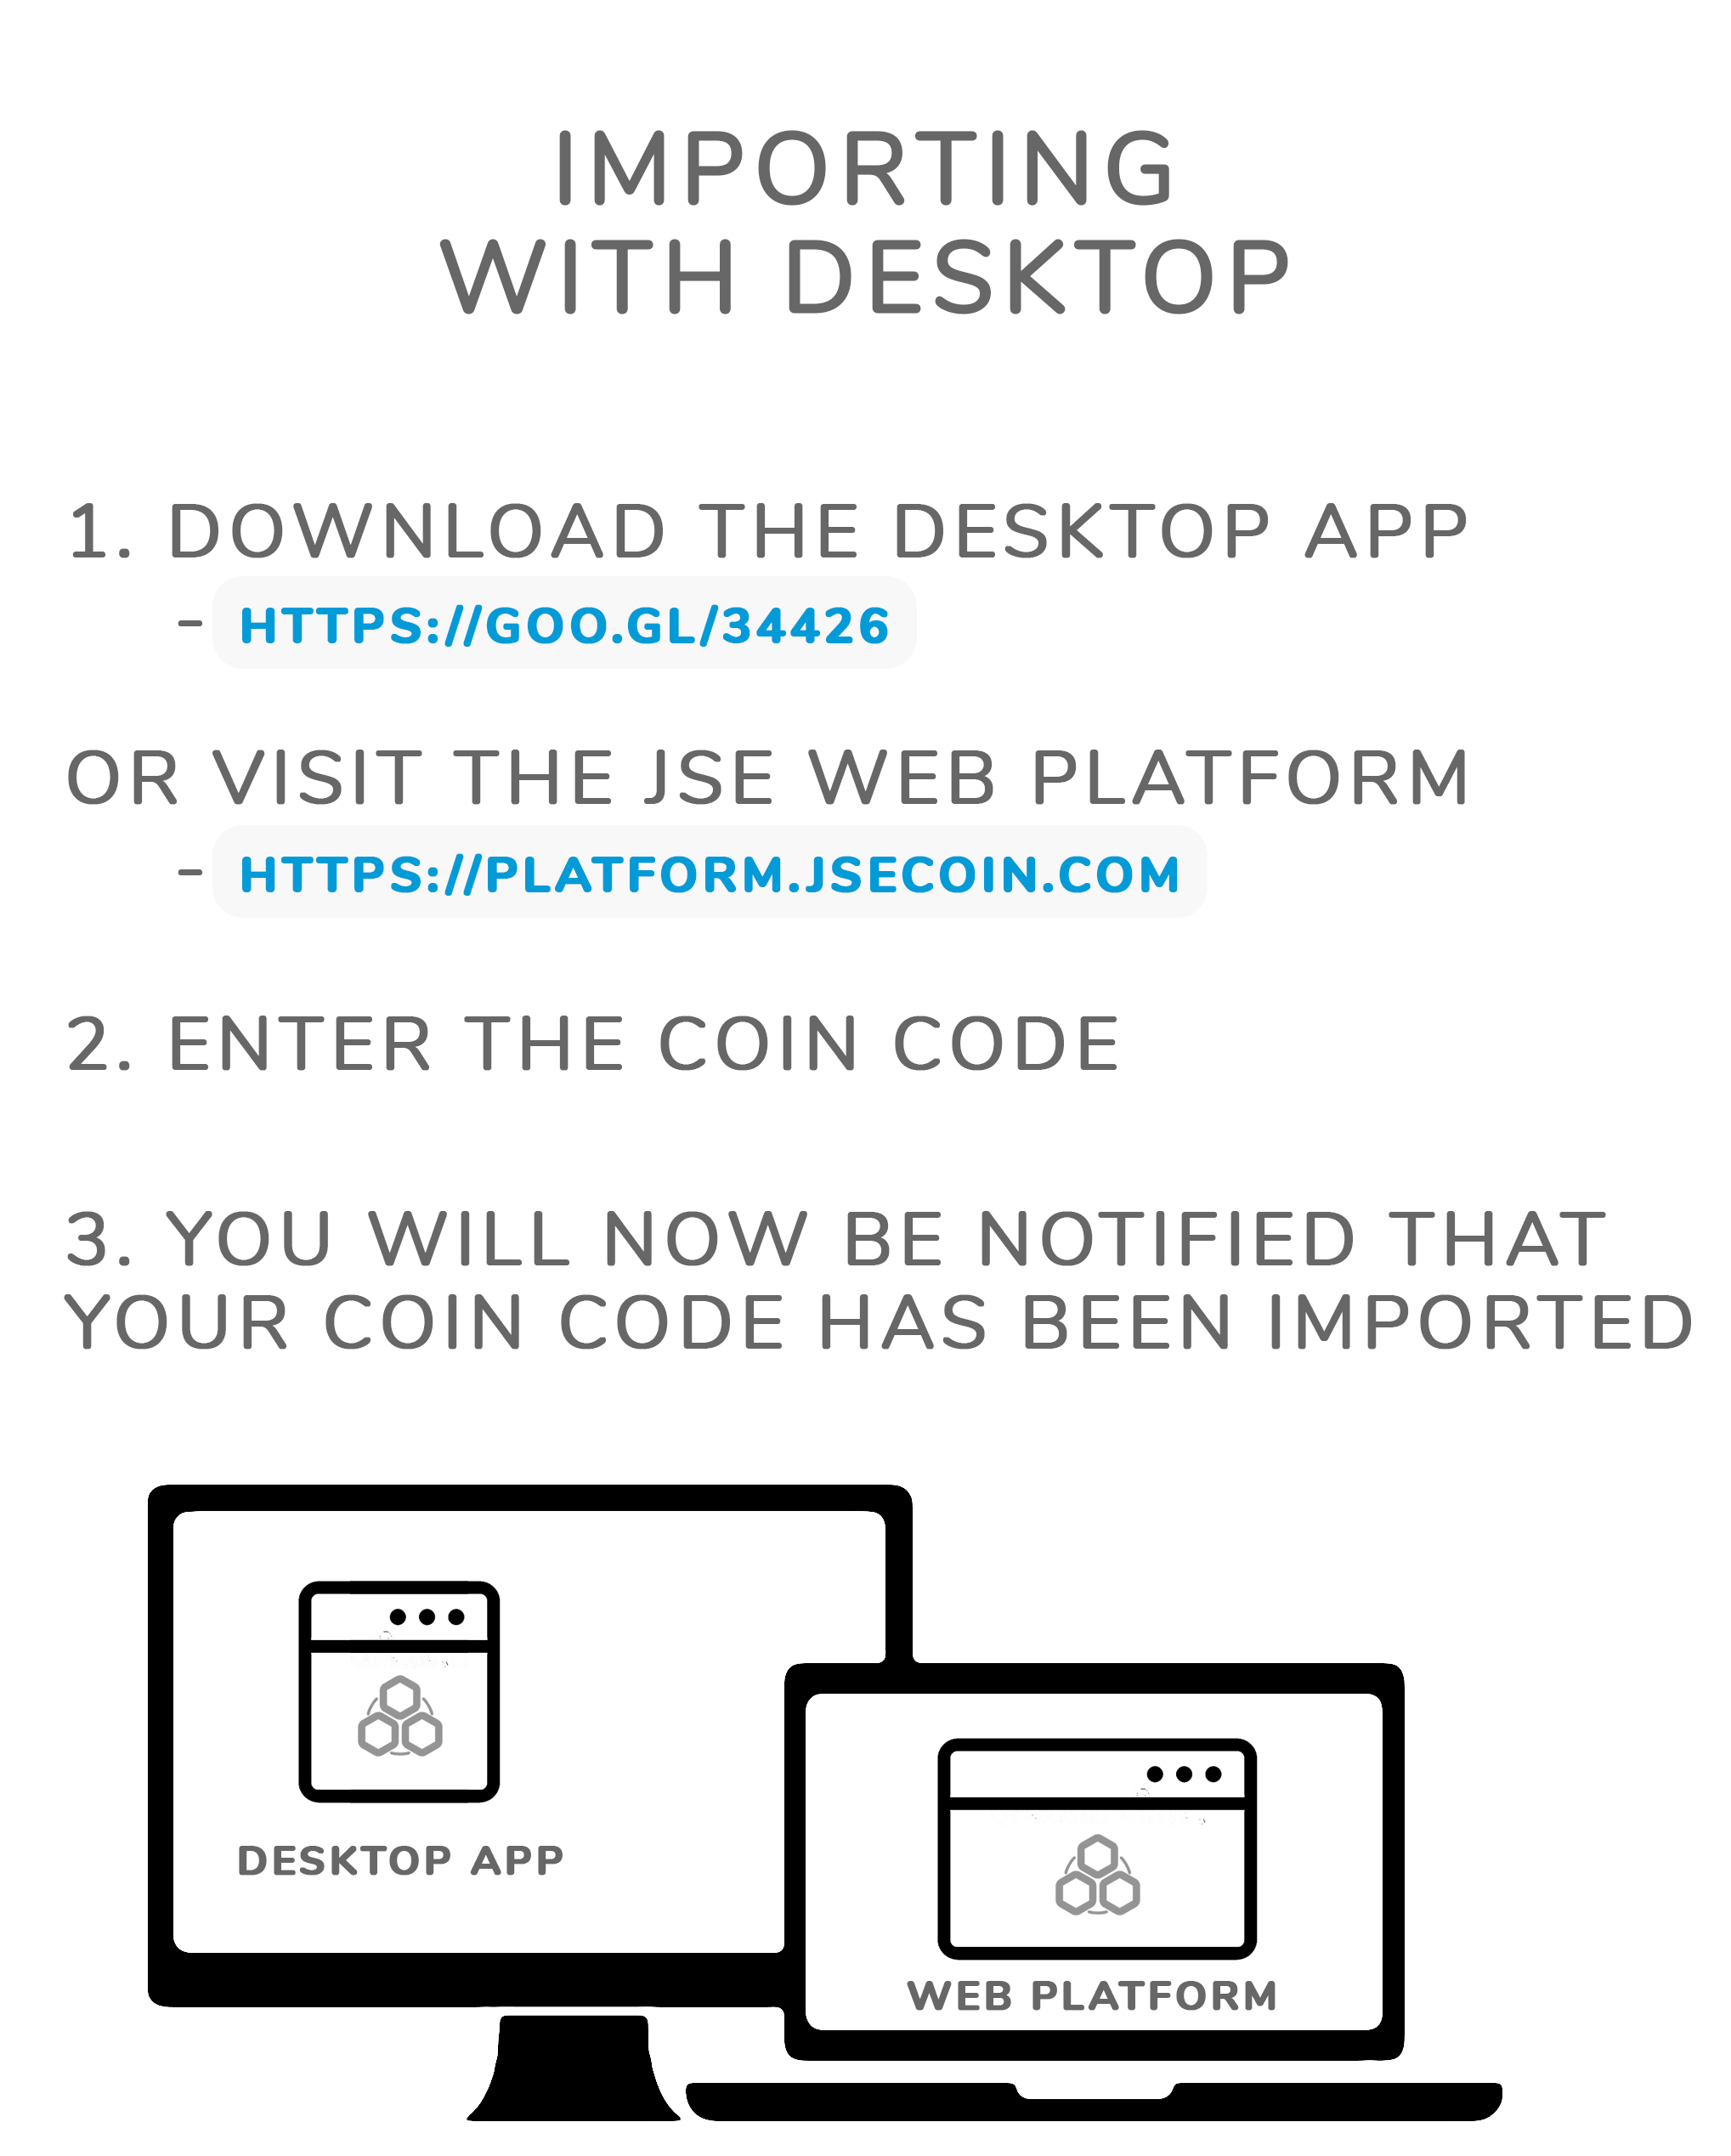 IMPORTING
WITH DESKTOP
1. DOWNLOAD THE DESKTOP APP
- HTTPS://GOO.GL/34426
OR VISIT THE JSE WEB PLATFORM
- HTTPS://PLATFORM.JSECOIN.COM
2. ENTER THE COIN CODE
3. YOU WILL NOW BE NOTIFIED THAT
YOUR COIN CODE HAS BEEN IMPORTED
DESKTOP APP
WEB PLATFORM